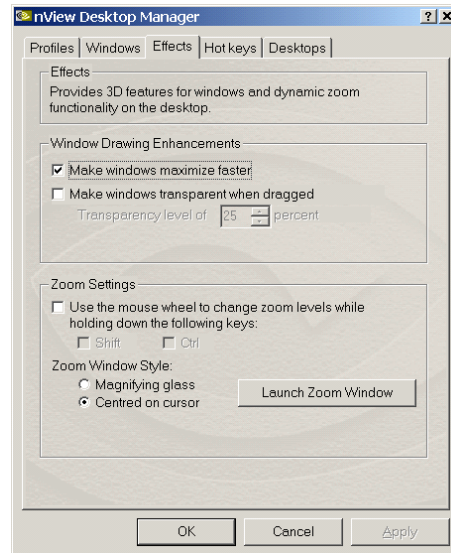 nView Desktop Manager
Profiles Windows Effects Hot keys Desktops
Effects
Provides 3D features for windows and dynamic zoom
functionality on the desktop.
Window Drawing Enhancements
Make windows maximize faster
Make windows transparent when dragged
Transparency level of 25 percent
Zoom Settings
Use the mouse wheel to change zoom levels while
holding down the following keys:
Shift Ctrl
Zoom Window Style:
Magnifying glass
Centred on cursor
Launch Zoom Window
OK Cancel Apply